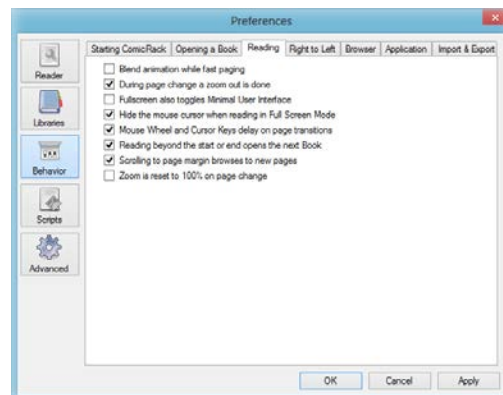 Preferences
Starting ComicRack Opening a Book Reading Right to Left Browser Application Import & Export
Reader
Libraries
Behavior
Scripts
Advanced
Blend animation while fast paging
During page change a zoom out is done
Fullscreen also toggles Minimal User Interface
Hide the mouse cursor when reading in Full Screen Mode
Mouse Wheel and Cursor Keys delay on page transitions
Reading beyond the start or end opens the next Book
Scrolling to page margin browses to new pages
Zoom is reset to 100% on page change
OK Cancel Apply